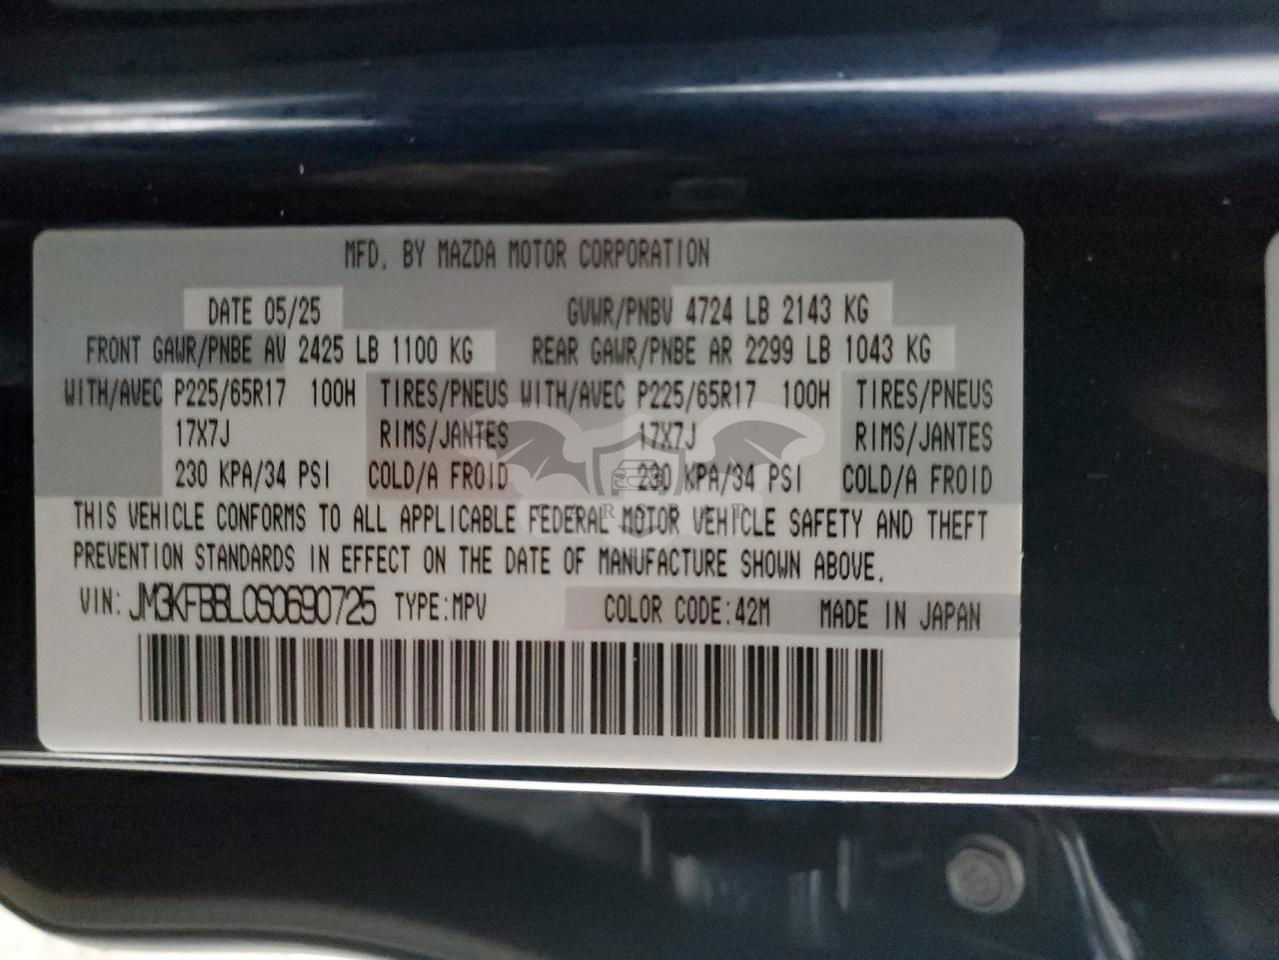 MFD. BY MAZDA MOTOR CORPORATION
DATE 05/25 GVWR/PNBV 4724 LB 2143 KG
FRONT GAWR/PNBE AV 2425 LB 1100 KG REAR GAWR/PNBE AR 2299 LB 1043 KG
WITH/AVEC P225/65R17 100H TIRES/PNEUS WITH/AVEC P225/65R17 100H TIRES/PNEUS
17X7J RIMS/JANTES 17X7J RIMS/JANTES
230 KPA/34 PSI COLD/A FROID 230 KPA/34 PSI COLD/A FROID
THIS VEHICLE CONFORMS TO ALL APPLICABLE FEDERAL MOTOR VEHICLE SAFETY AND THEFT
PREVENTION STANDARDS IN EFFECT ON THE DATE OF MANUFACTURE SHOWN ABOVE.
VIN: JM3KFBBL0S0690725 TYPE:MPV COLOR CODE:42M MADE IN JAPAN